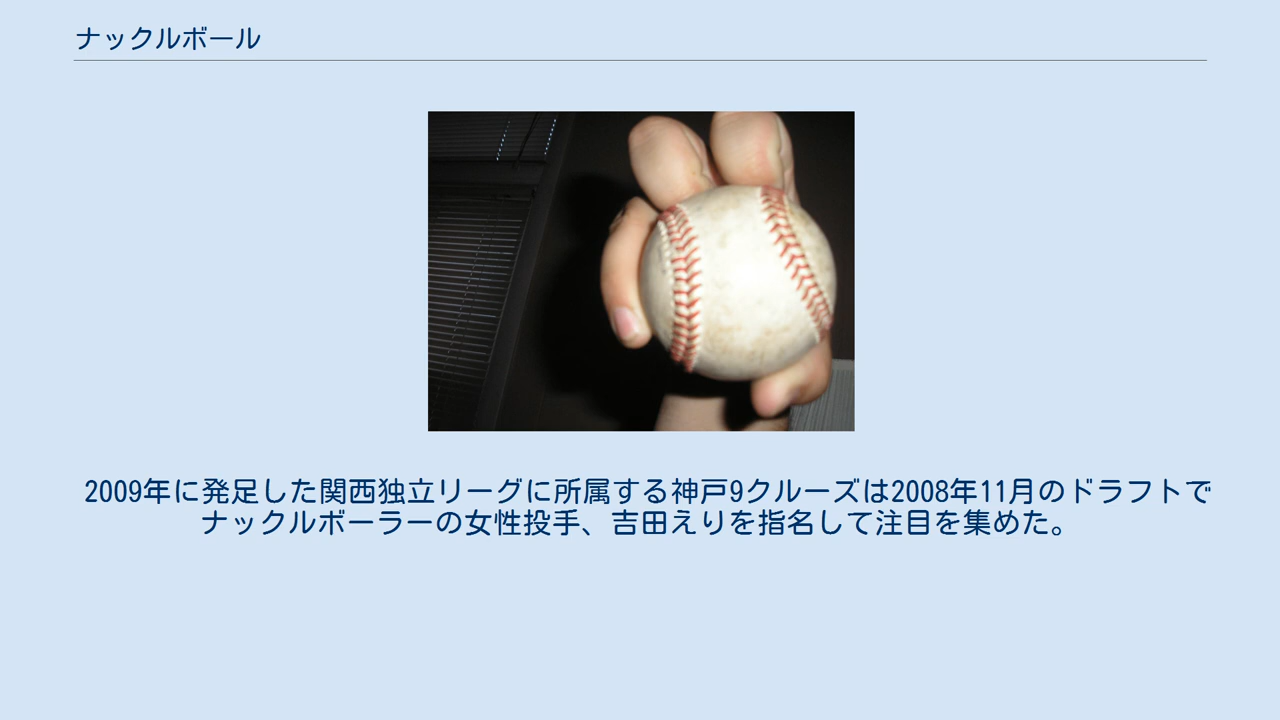 ナックルボール
2009年に発足した関西独立リーグに所属する神戸9クルーズは2008年11月のドラフトで
ナックルボーラーの女性投手、吉田えりを指名して注目を集めた。